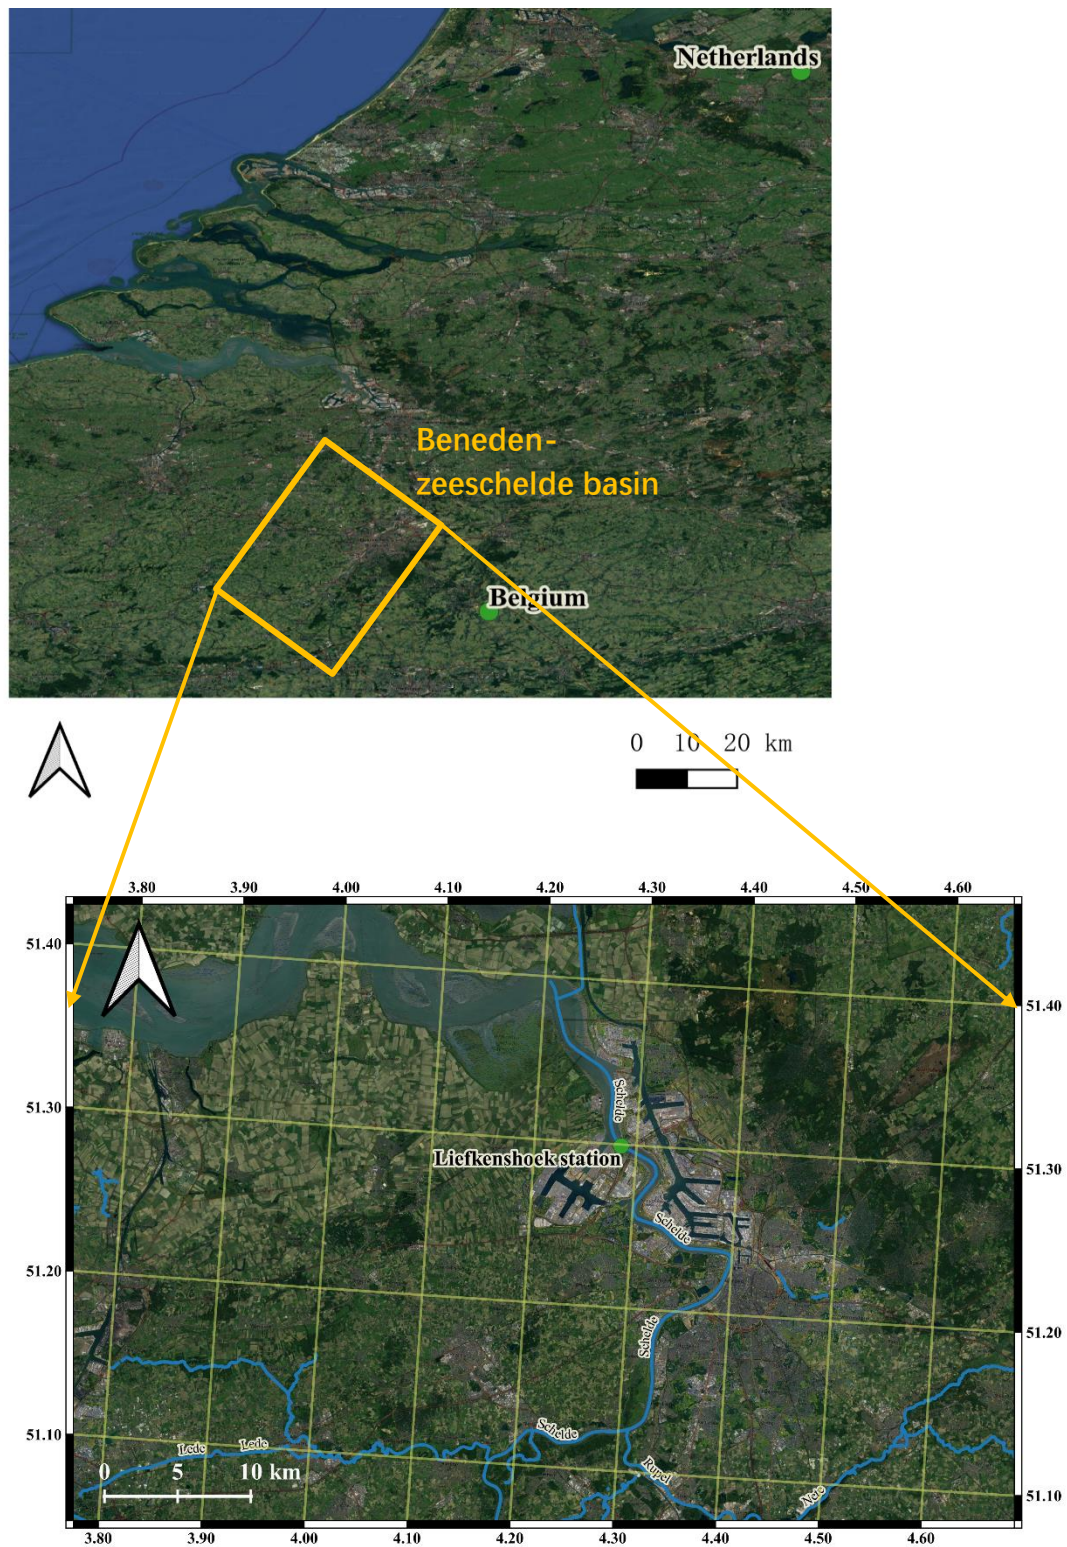 Netherlands
Beneden-
zeeschelde basin
Belgium
0 10 20 km
3.80 3.90 4.00 4.10 4.20 4.30 4.40 4.50 4.60
51.40
51.40
Schelde
51.30
Liefkenshoek station
51.30
Schelde
51.20
51.20
Schelde
51.10
Schelde
Lede
Lede
Rupel
0 5 10 km
Nete
51.10
3.80 3.90 4.00 4.10 4.20 4.30 4.40 4.50 4.60